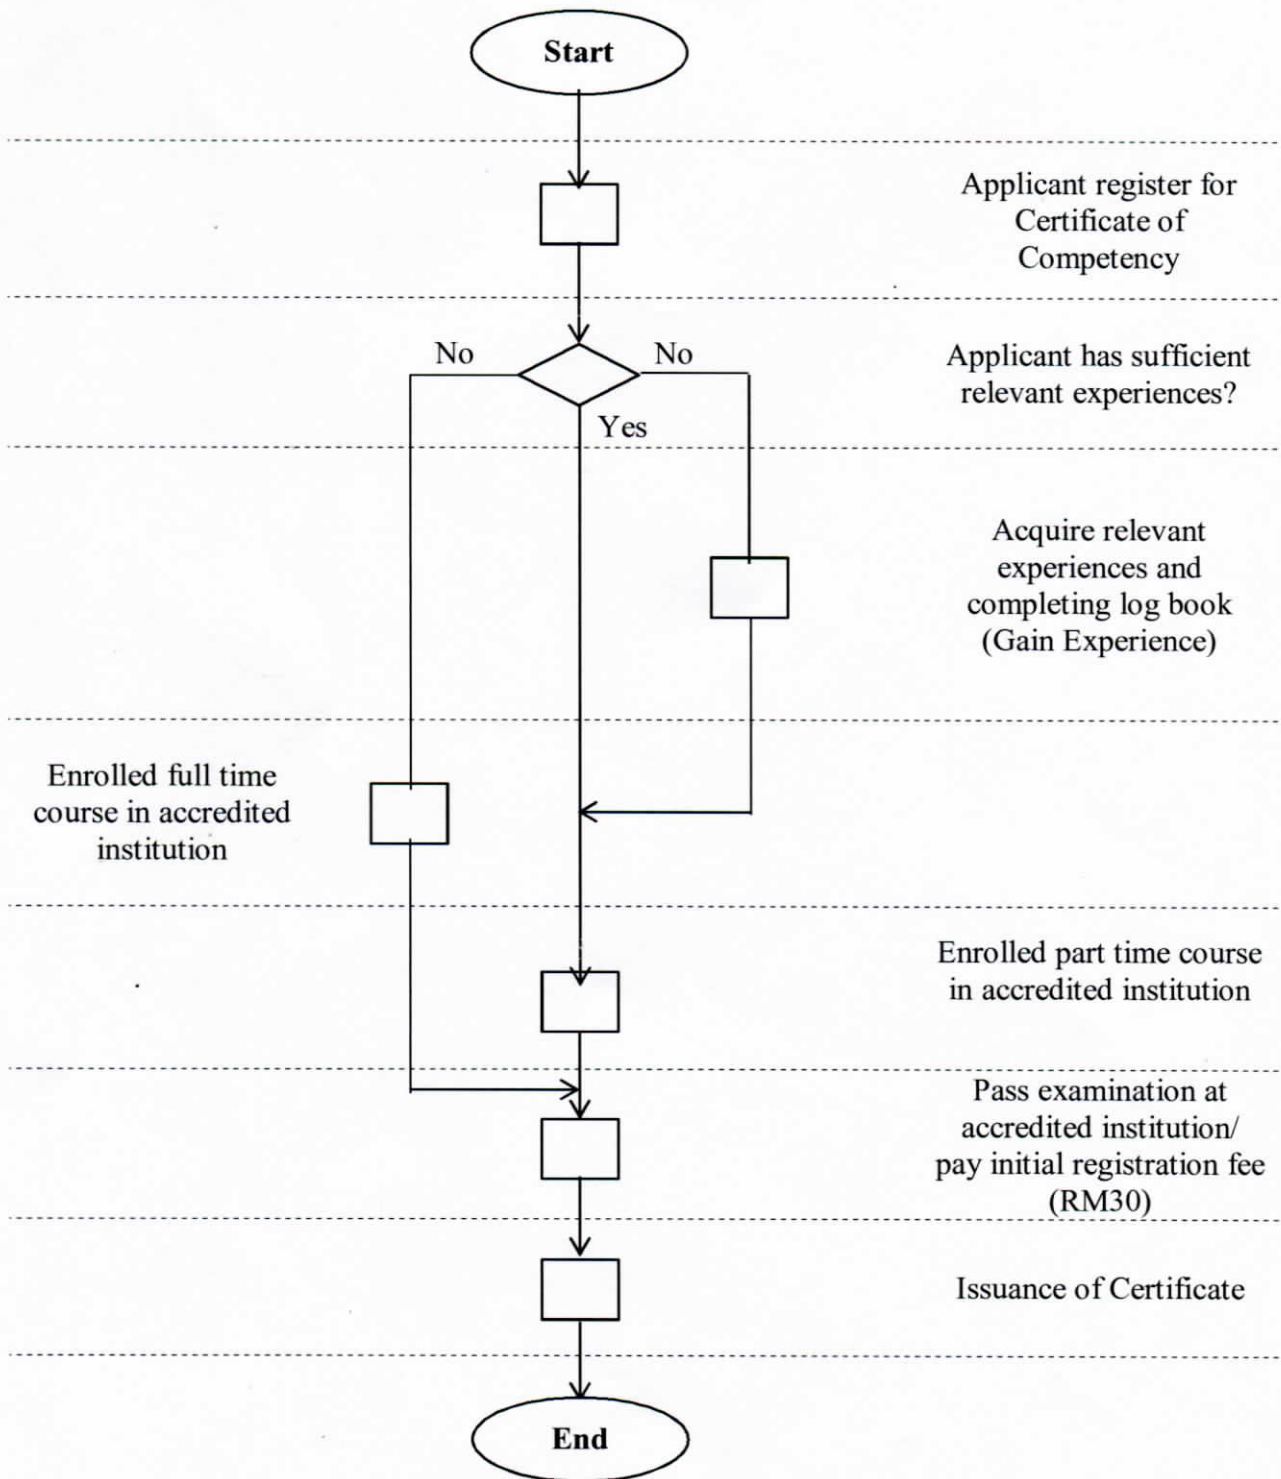 Start
Applicant register for
Certificate of
Competency
No
No
Applicant has sufficient
relevant experiences?
Yes
Acquire relevant
experiences and
completing log book
(Gain Experience)
Enrolled full time
course in accredited
institution
Enrolled part time course
in accredited institution
Pass examination at
accredited institution/
pay initial registration fee
(RM30)
Issuance of Certificate
End